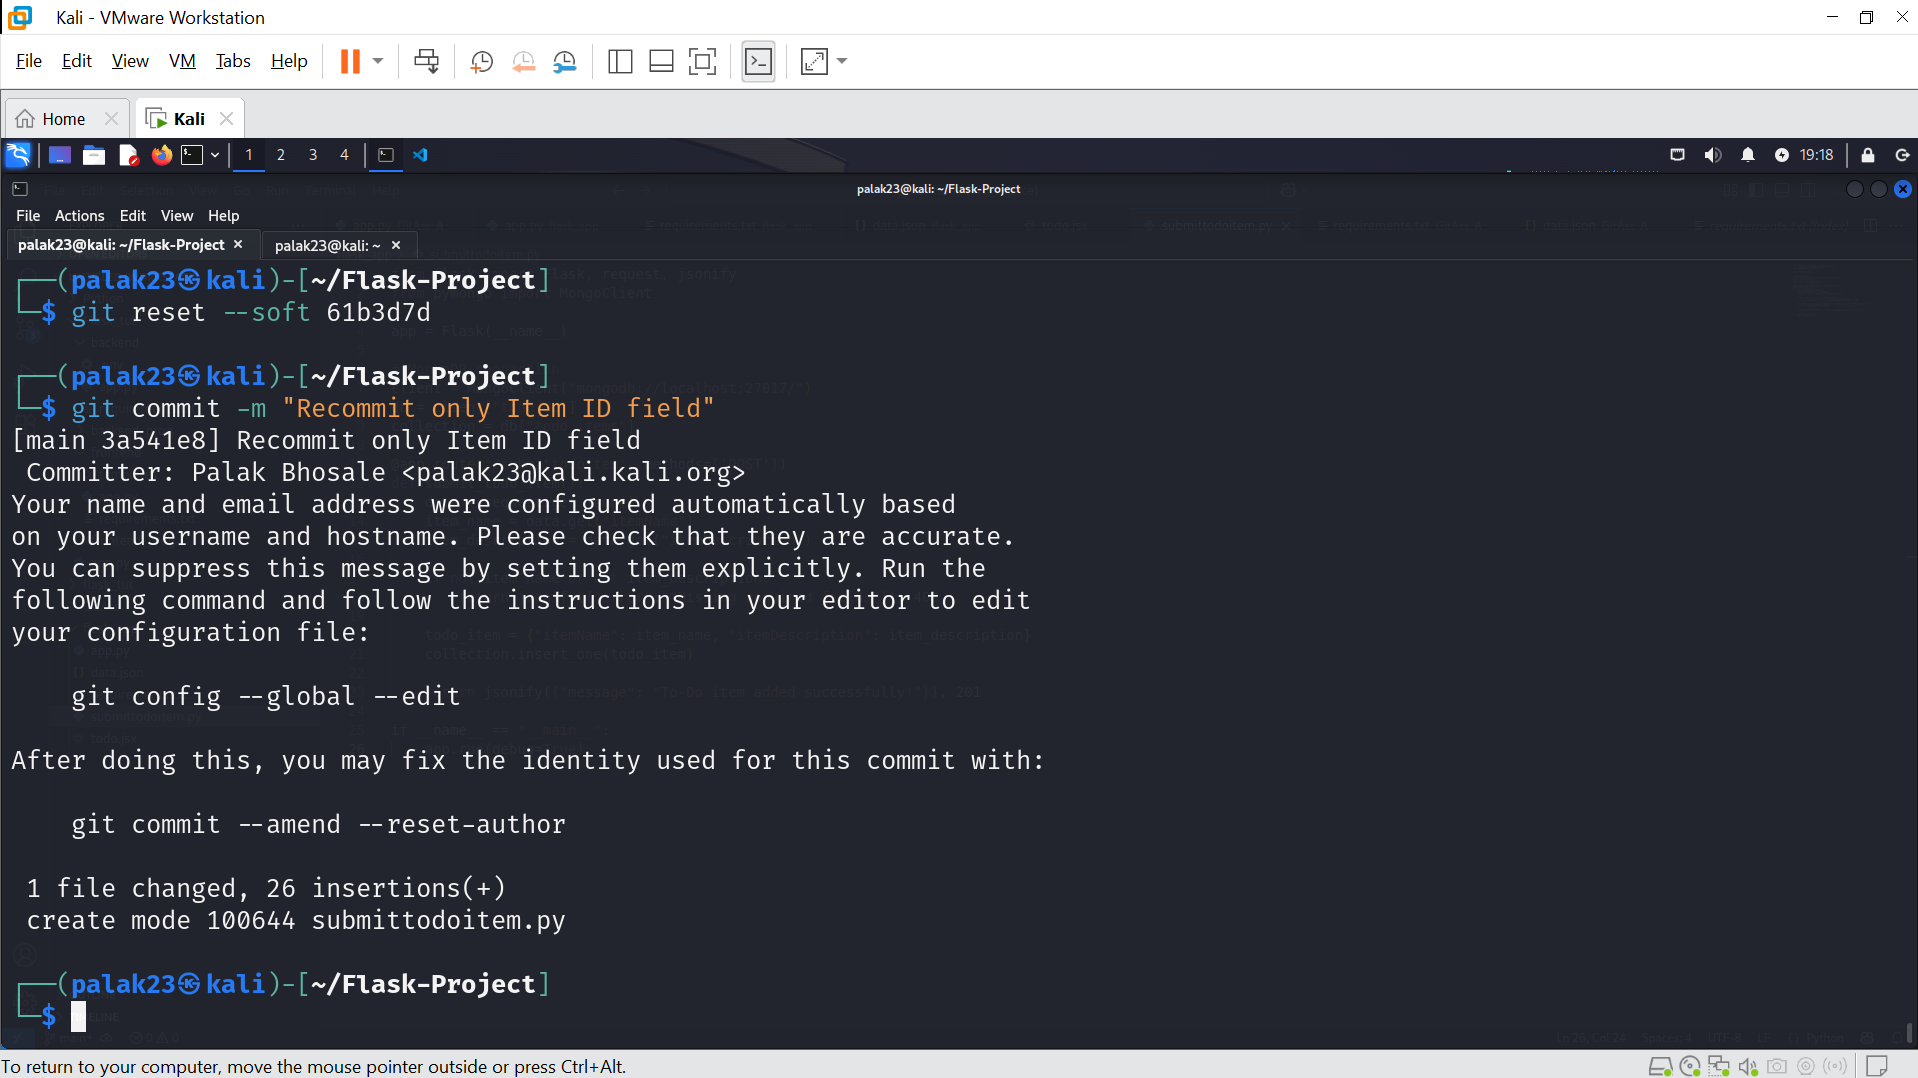 Kali - VMware Workstation
File Edit View VM Tabs Help
Home
Kali
1 2 3 4
19:18
palak23@kali: ~/Flask-Project
File Actions Edit View Help
palak23@kali: ~/Flask-Project
palak23@kali: ~
┌──(palak23㉿kali)-[~/Flask-Project]
└─$ git reset --soft 61b3d7d
┌──(palak23㉿kali)-[~/Flask-Project]
└─$ git commit -m "Recommit only Item ID field"
[main 3a541e8] Recommit only Item ID field
Committer: Palak Bhosale <palak23@kali.kali.org>
Your name and email address were configured automatically based
on your username and hostname. Please check that they are accurate.
You can suppress this message by setting them explicitly. Run the
following command and follow the instructions in your editor to edit
your configuration file:
git config --global --edit
After doing this, you may fix the identity used for this commit with:
git commit --amend --reset-author
1 file changed, 26 insertions(+)
create mode 100644 submittodoitem.py
┌──(palak23㉿kali)-[~/Flask-Project]
└─$
To return to your computer, move the mouse pointer outside or press Ctrl+Alt.